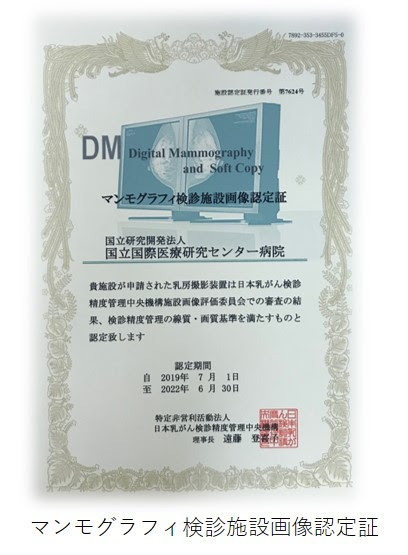 7992-353-3455DF5-8
施設認定証発行番号　第7624号
DM
Digital Mammography
and Soft Copy
マンモグラフィ検診施設画像認定証
国立研究開発法人
国立国際医療研究センター病院
貴施設が申請された乳房撮影装置は日本乳がん検診
精度管理中央機構施設画像評価委員会での審査の結
果、検診精度管理の線質・画質基準を満たすものと
認定致します
認定期間
自 2019年 7 月 1日
至 2022年 6 月 30日
特定非営利活動法人
日本乳がん検診精度管理中央機構
理事長 遠藤 登喜子
マンモグラフィ検診施設画像認定証